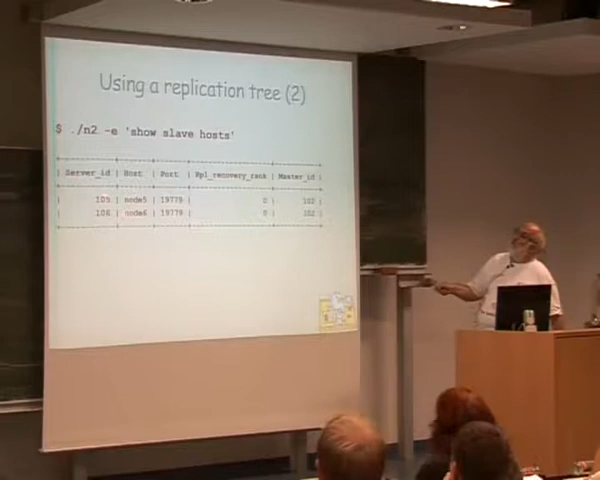 Using a replication tree (2)
$ ./n2 -e 'show slave hosts'
| Server_id | Host | Port | Rpl_recovery_rank | Master_id |
| 105 | node5 | 19779 | 0 | 102 |
| 106 | node6 | 19779 | 0 | 102 |